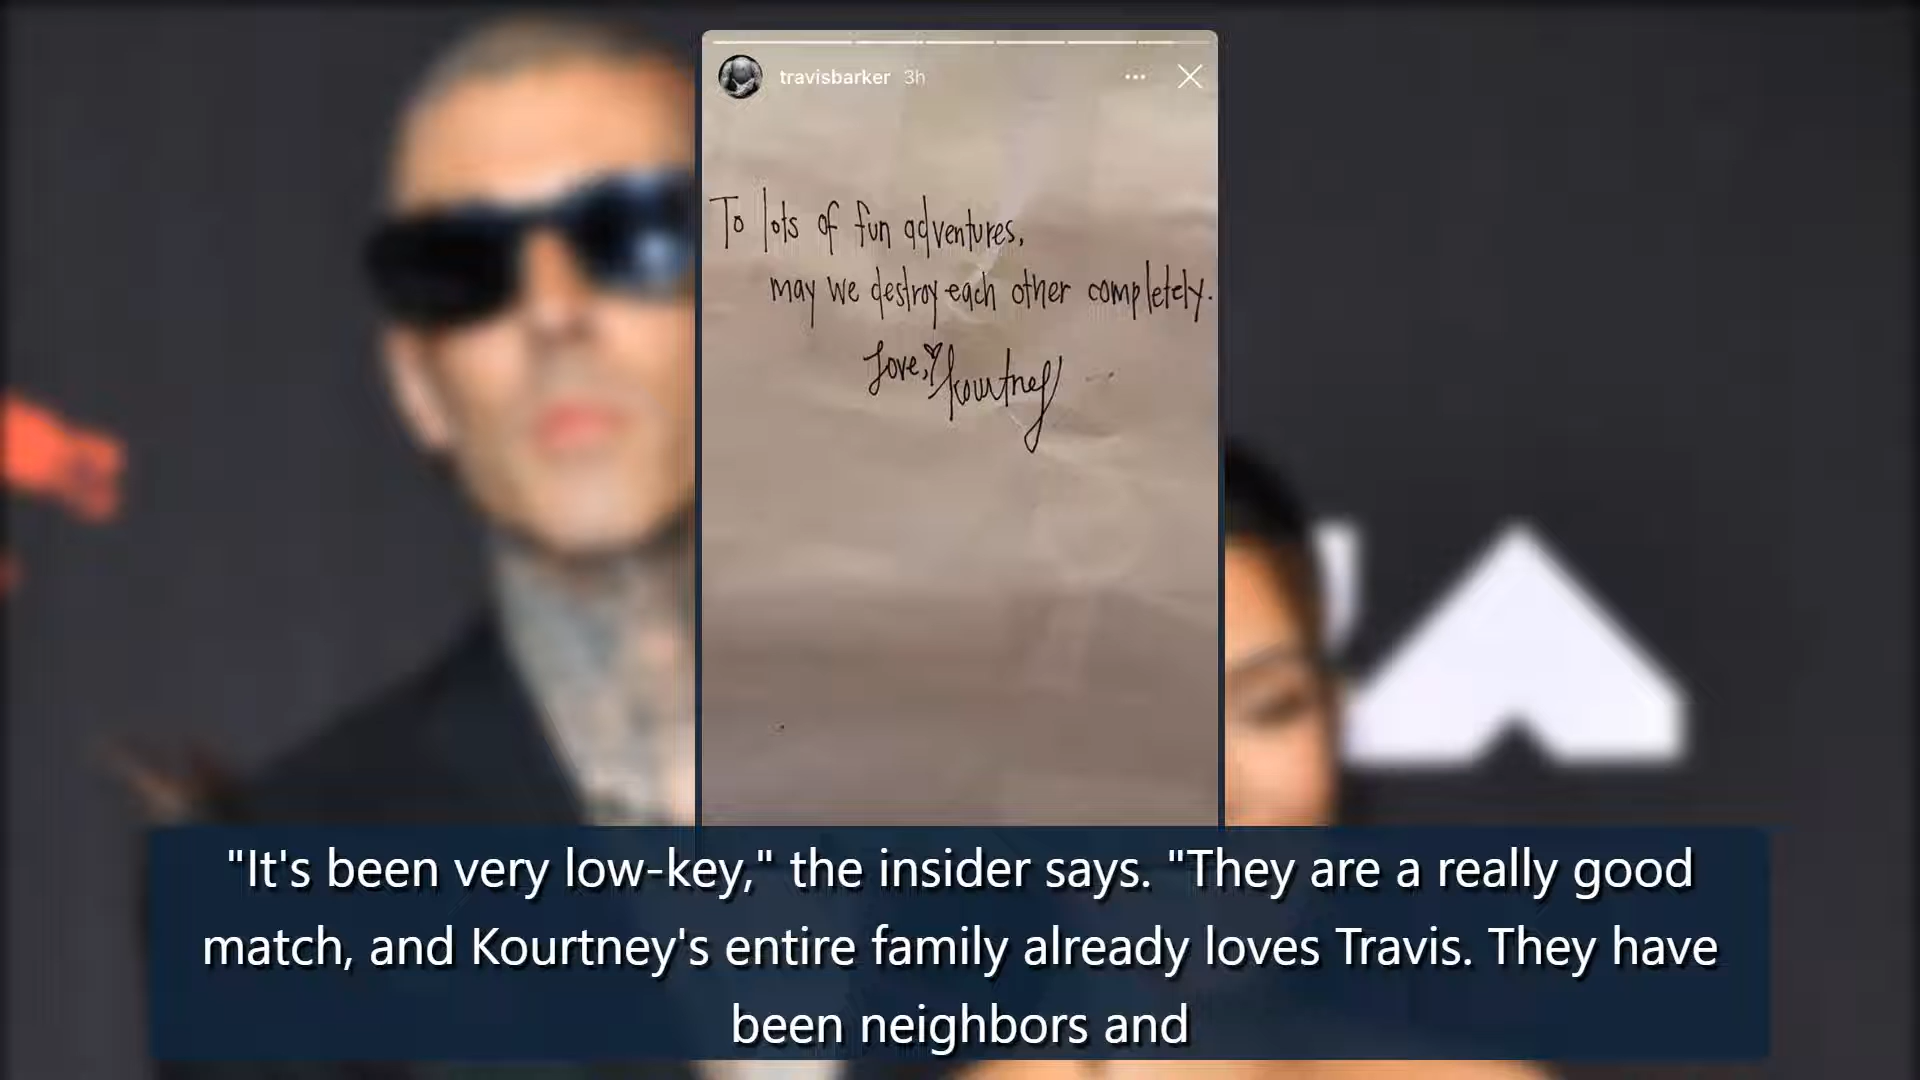 travisbarker 3h
To lots of fun adventures,
may we destroy each other completely.
Love, Kourtney
"It's been very low-key," the insider says. "They are a really good
match, and Kourtney's entire family already loves Travis. They have
been neighbors and